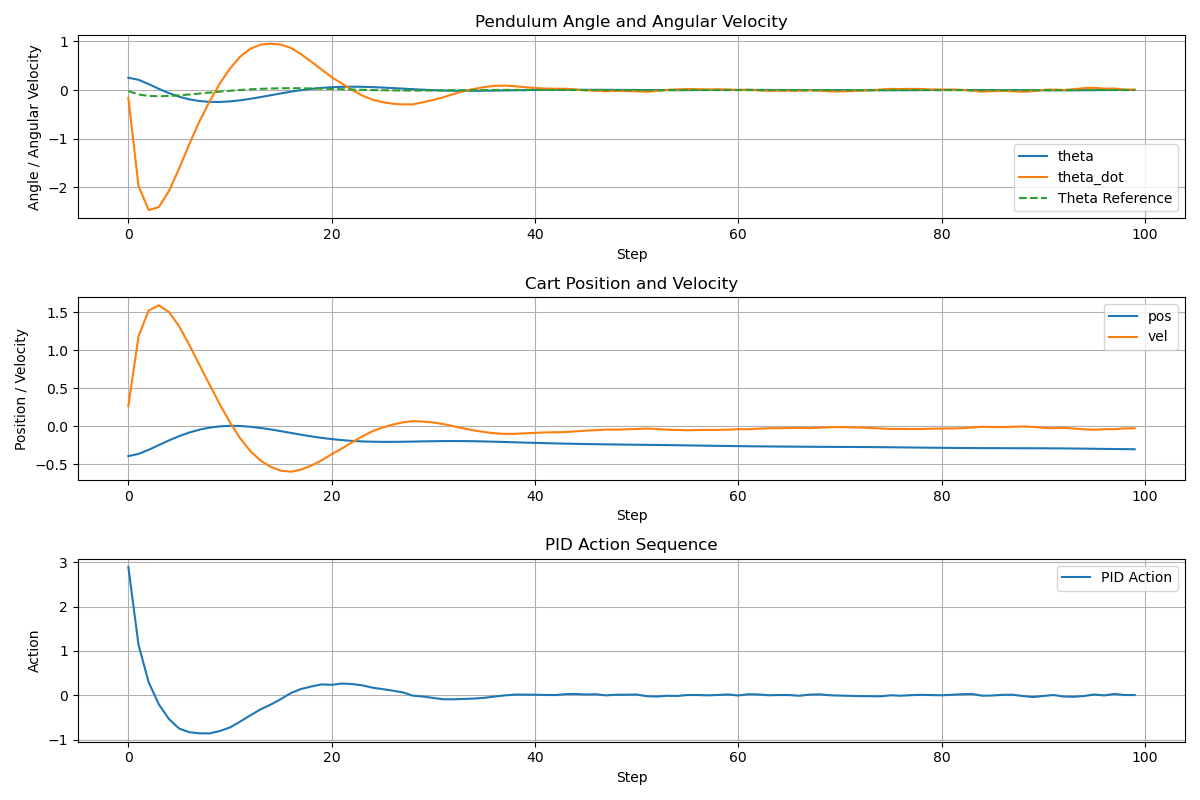 Pendulum Angle and Angular Velocity
Angle / Angular Velocity
1
0
−1
−2
theta
theta_dot
Theta Reference
0 20 40 60 80 100
Step
Cart Position and Velocity
Position / Velocity
1.5
1.0
0.5
0.0
−0.5
pos
vel
0 20 40 60 80 100
Step
PID Action Sequence
Action
3
2
1
0
−1
PID Action
0 20 40 60 80 100
Step